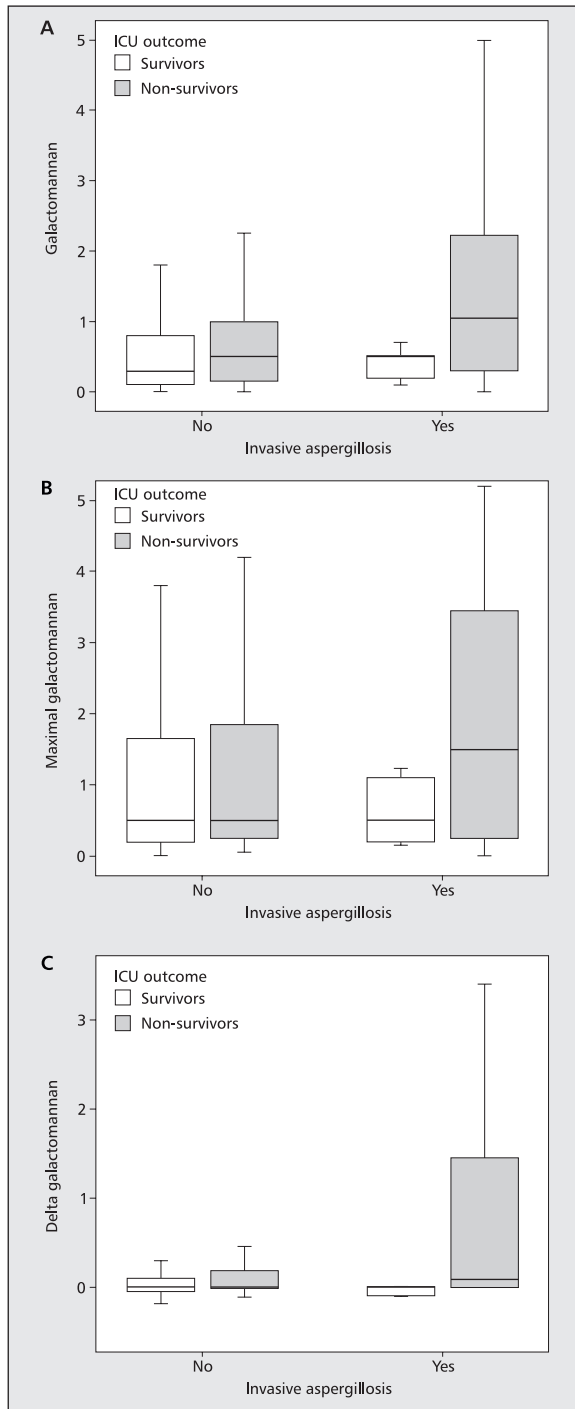 A
ICU outcome
Survivors
Non-survivors
5
4
3
2
1
0
Galactomannan
No
Yes
Invasive aspergillosis
B
ICU outcome
Survivors
Non-survivors
5
4
3
2
1
0
Maximal galactomannan
No
Yes
Invasive aspergillosis
C
ICU outcome
Survivors
Non-survivors
3
2
1
0
Delta galactomannan
No
Yes
Invasive aspergillosis